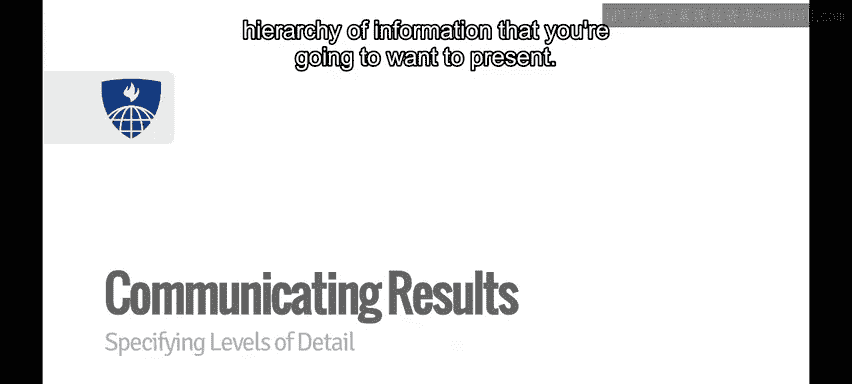 hierarchy of information that you're
going to want to present.
Communicating Results
Specifying Levels of Detail